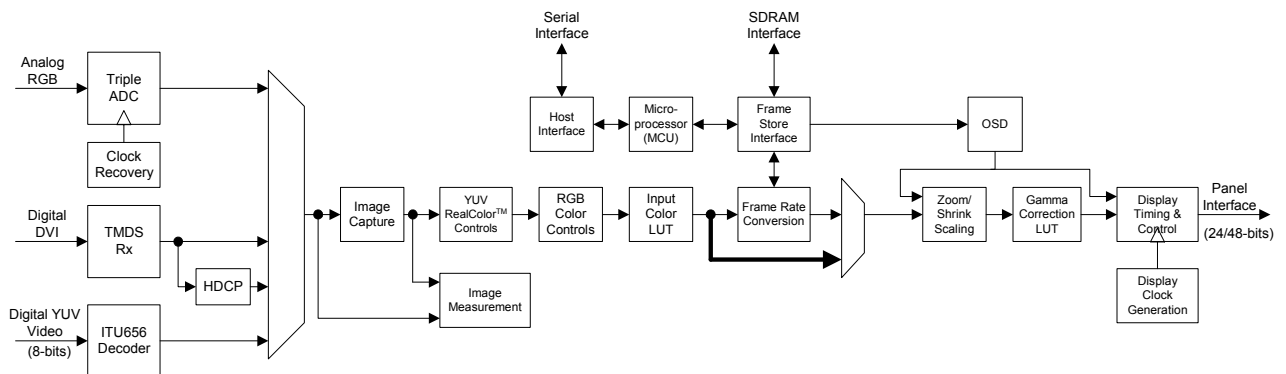 Serial
Interface
SDRAM
Interface
Analog
RGB
Triple
ADC
Clock
Recovery
Host
Interface
Micro-
processor
(MCU)
Frame
Store
Interface
OSD
Digital
DVI
TMDS
Rx
HDCP
Image
Capture
YUV
RealColor™
Controls
RGB
Color
Controls
Input
Color
LUT
Frame Rate
Conversion
Zoom/
Shrink
Scaling
Gamma
Correction
LUT
Display
Timing &
Control
Panel
Interface
(24/48-bits)
Image
Measurement
Display
Clock
Generation
Digital YUV
Video
(8-bits)
ITU656
Decoder